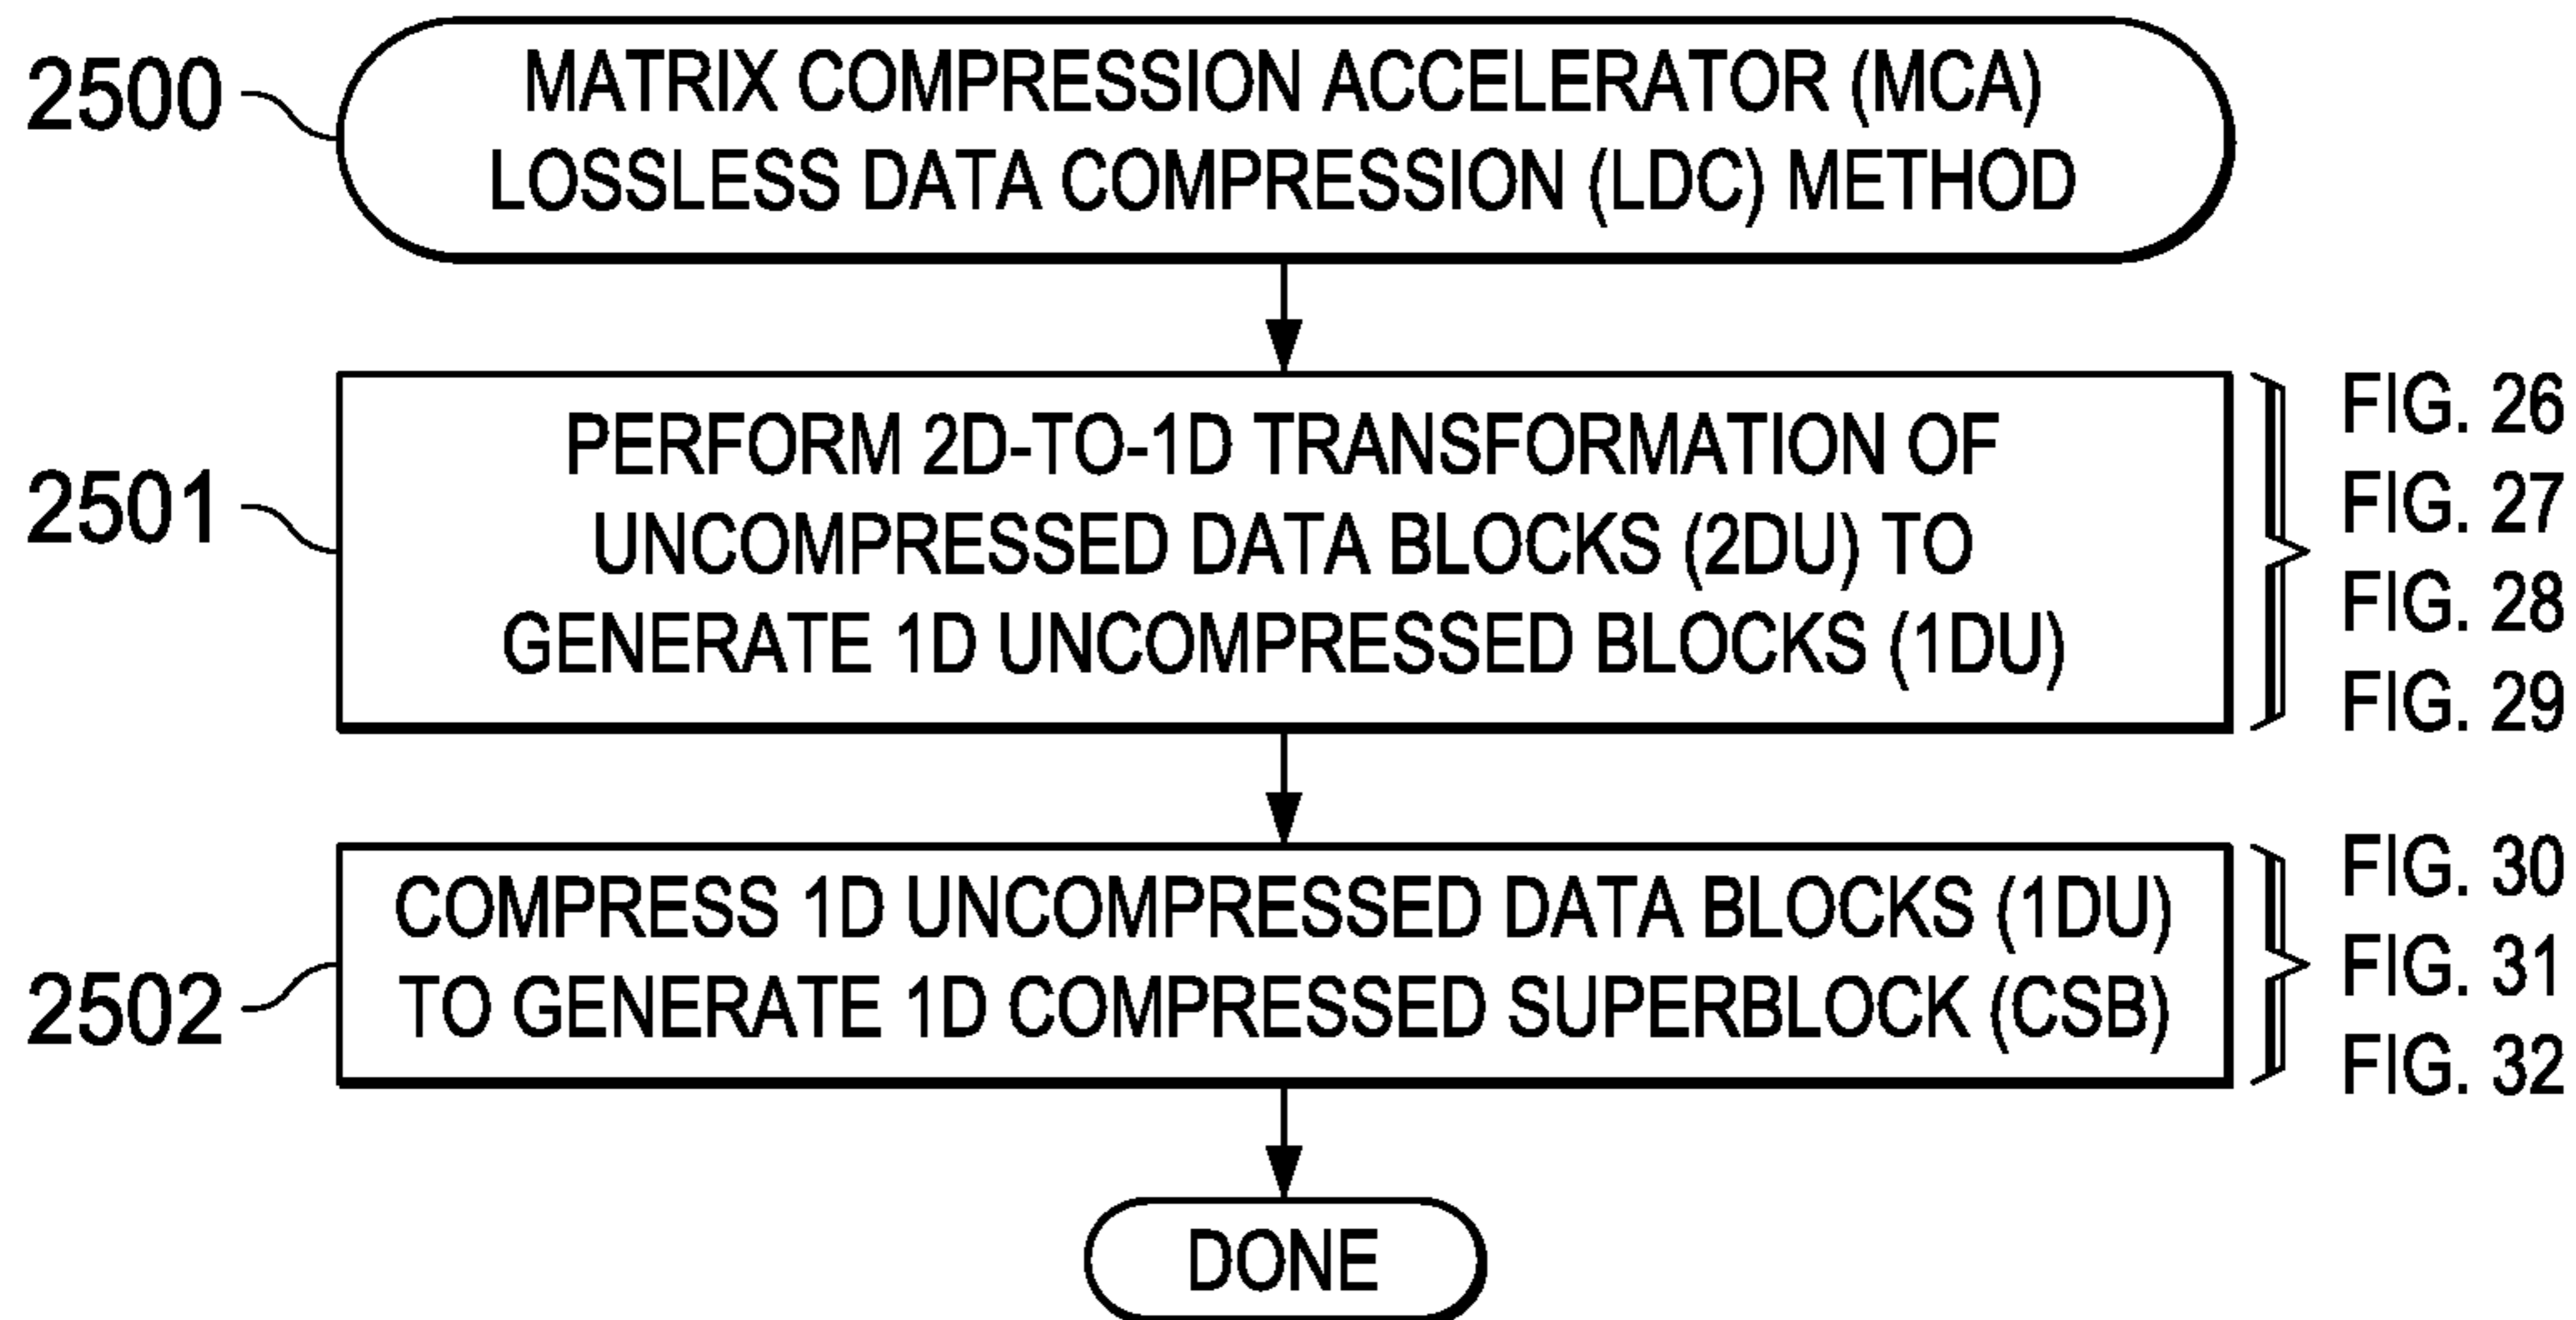 2500
MATRIX COMPRESSION ACCELERATOR (MCA)
LOSSLESS DATA COMPRESSION (LDC) METHOD
2501
PERFORM 2D-TO-1D TRANSFORMATION OF
UNCOMPRESSED DATA BLOCKS (2DU) TO
GENERATE 1D UNCOMPRESSED BLOCKS (1DU)
FIG. 26
FIG. 27
FIG. 28
FIG. 29
2502
COMPRESS 1D UNCOMPRESSED DATA BLOCKS (1DU)
TO GENERATE 1D COMPRESSED SUPERBLOCK (CSB)
FIG. 30
FIG. 31
FIG. 32
DONE